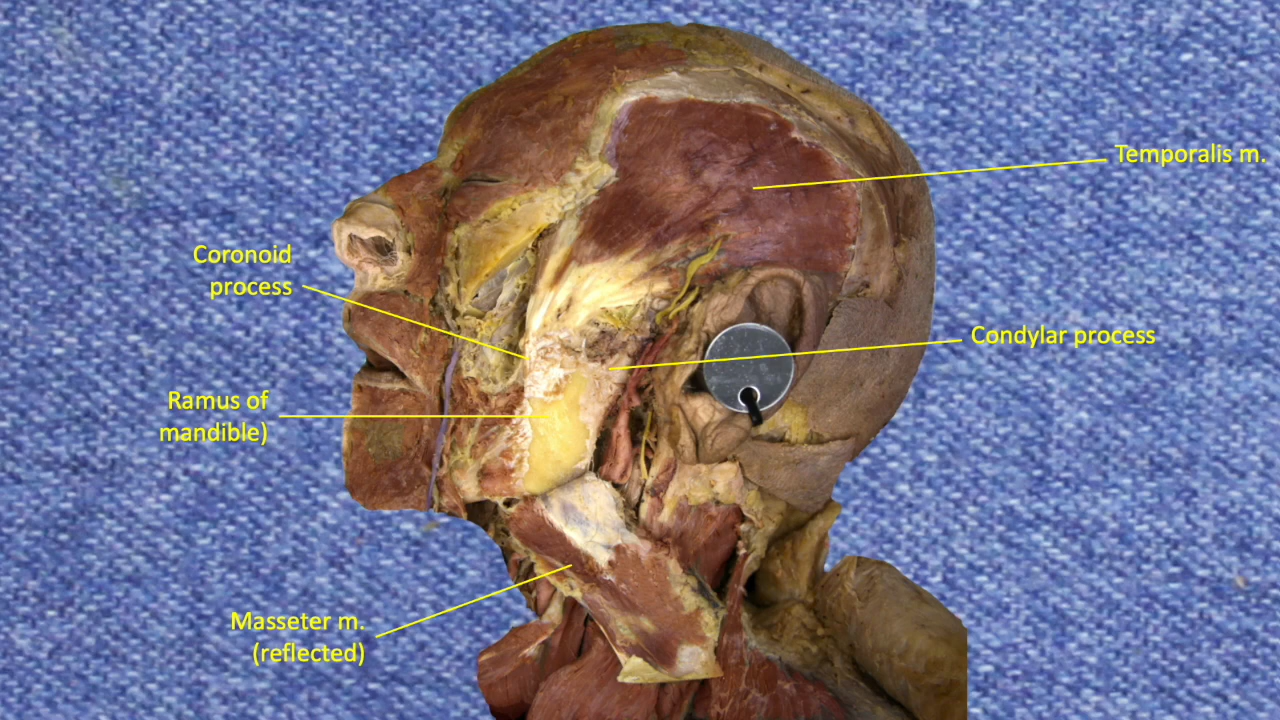 Temporalis m.
Coronoid
process
Condylar process
Ramus of
mandible)
Masseter m.
(reflected)